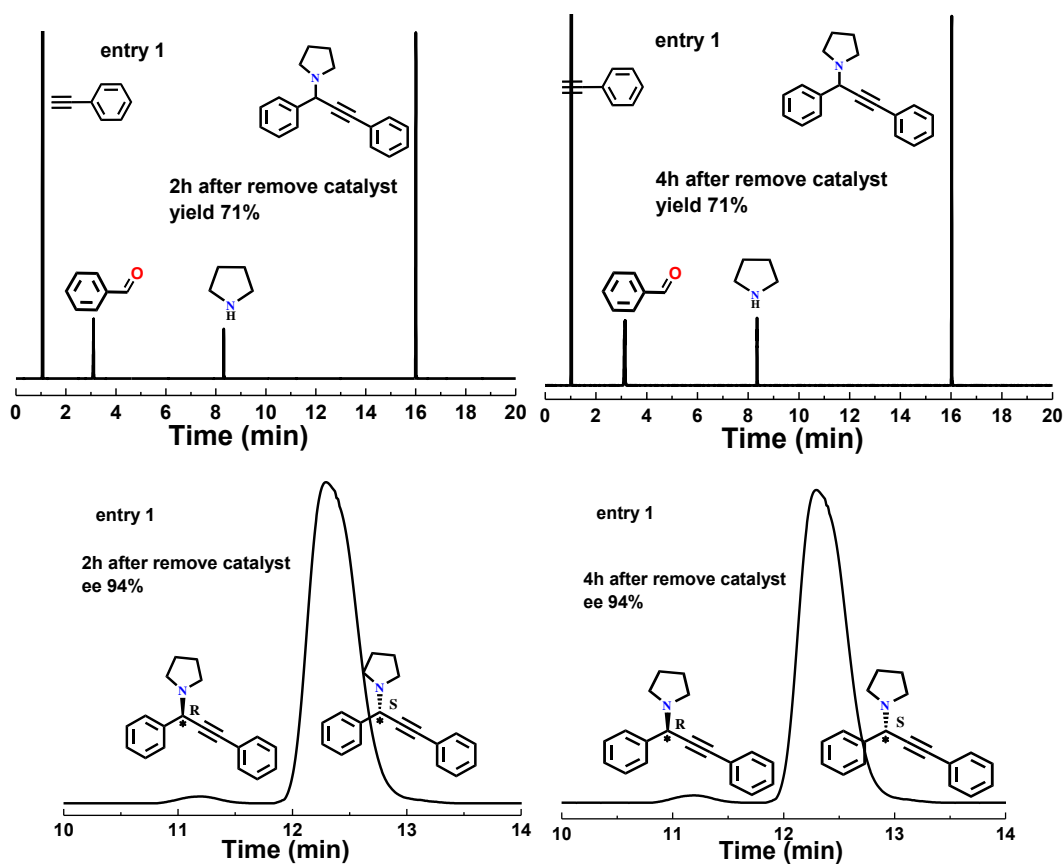 entry 1
N
2h after remove catalyst
yield 71%
O
N
H
0 2 4 6 8 10 12 14 16 18 20
Time (min)
entry 1
N
4h after remove catalyst
yield 71%
O
N
H
0 2 4 6 8 10 12 14 16 18 20
Time (min)
entry 1
2h after remove catalyst
ee 94%
N
R
*
N
S
*
10 11 12 13 14
Time (min)
entry 1
4h after remove catalyst
ee 94%
N
R
*
N
S
*
10 11 12 13 14
Time (min)